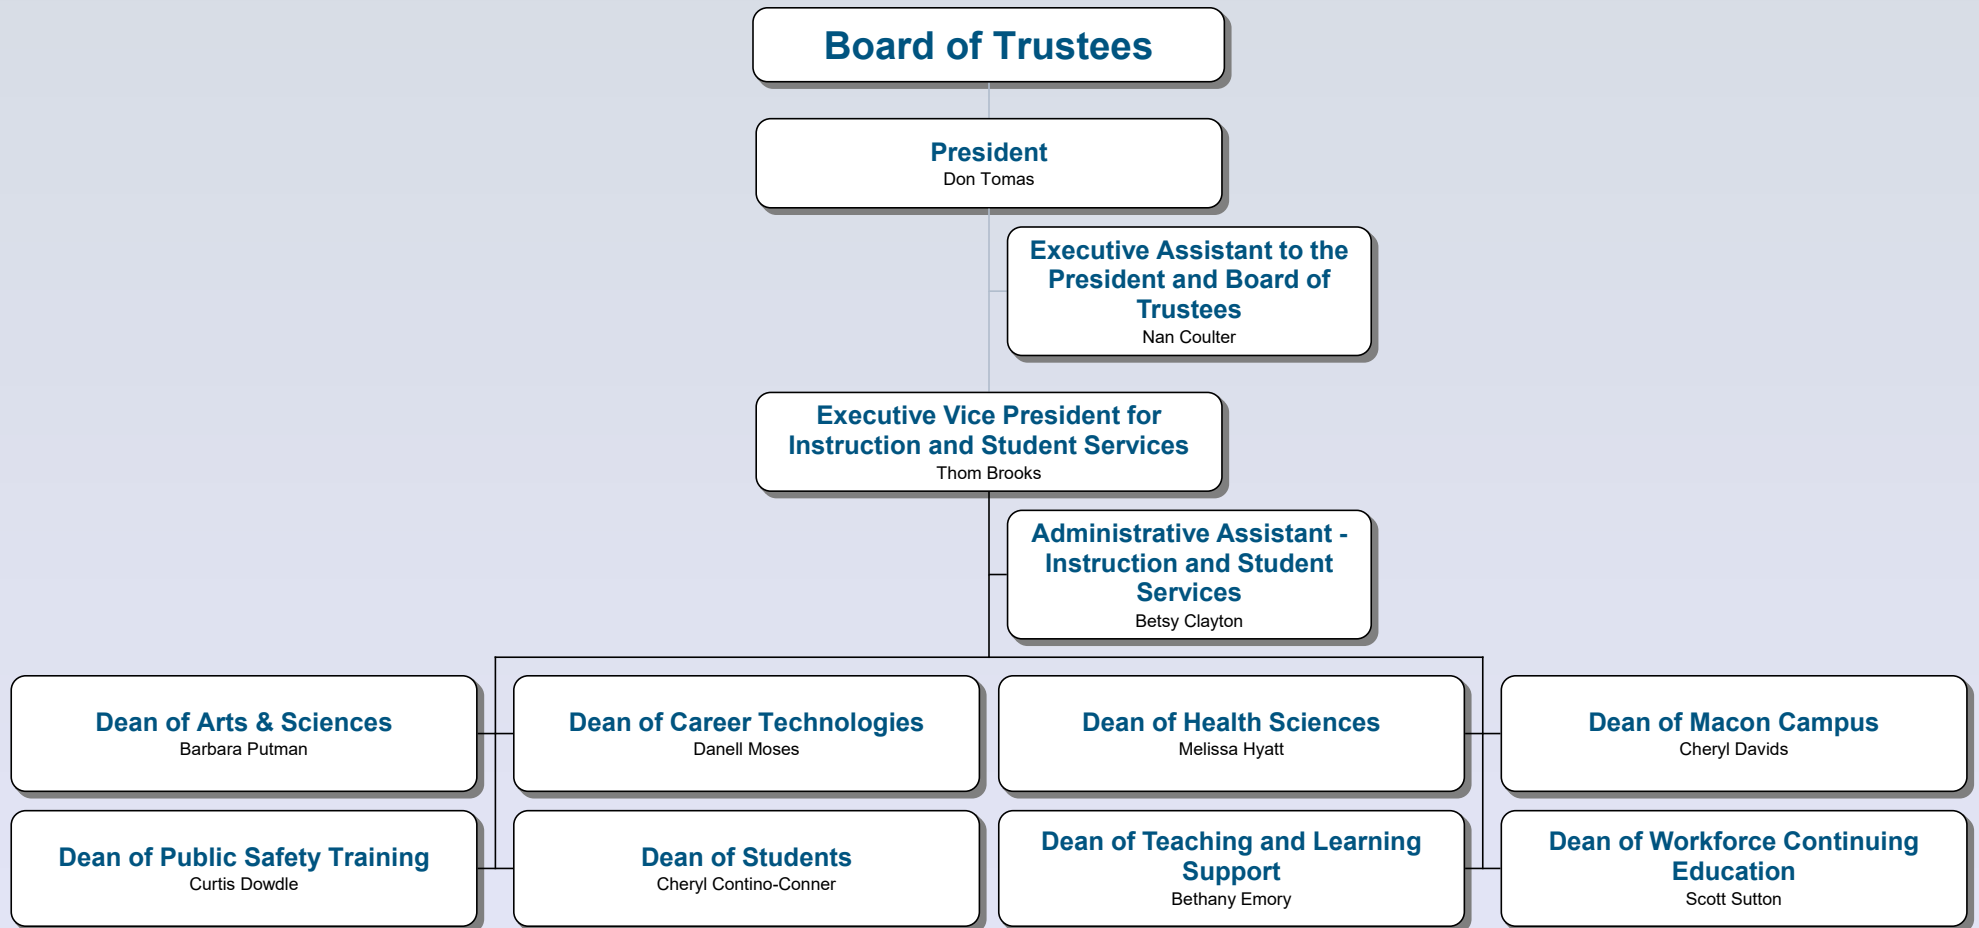 Board of Trustees
President
Don Tomas
Executive Assistant to the
President and Board of
Trustees
Nan Coulter
Executive Vice President for
Instruction and Student Services
Thom Brooks
Administrative Assistant -
Instruction and Student
Services
Betsy Clayton
Dean of Arts & Sciences
Barbara Putman
Dean of Career Technologies
Danell Moses
Dean of Health Sciences
Melissa Hyatt
Dean of Macon Campus
Cheryl Davids
Dean of Public Safety Training
Curtis Dowdle
Dean of Students
Cheryl Contino-Conner
Dean of Teaching and Learning
Support
Bethany Emory
Dean of Workforce Continuing
Education
Scott Sutton